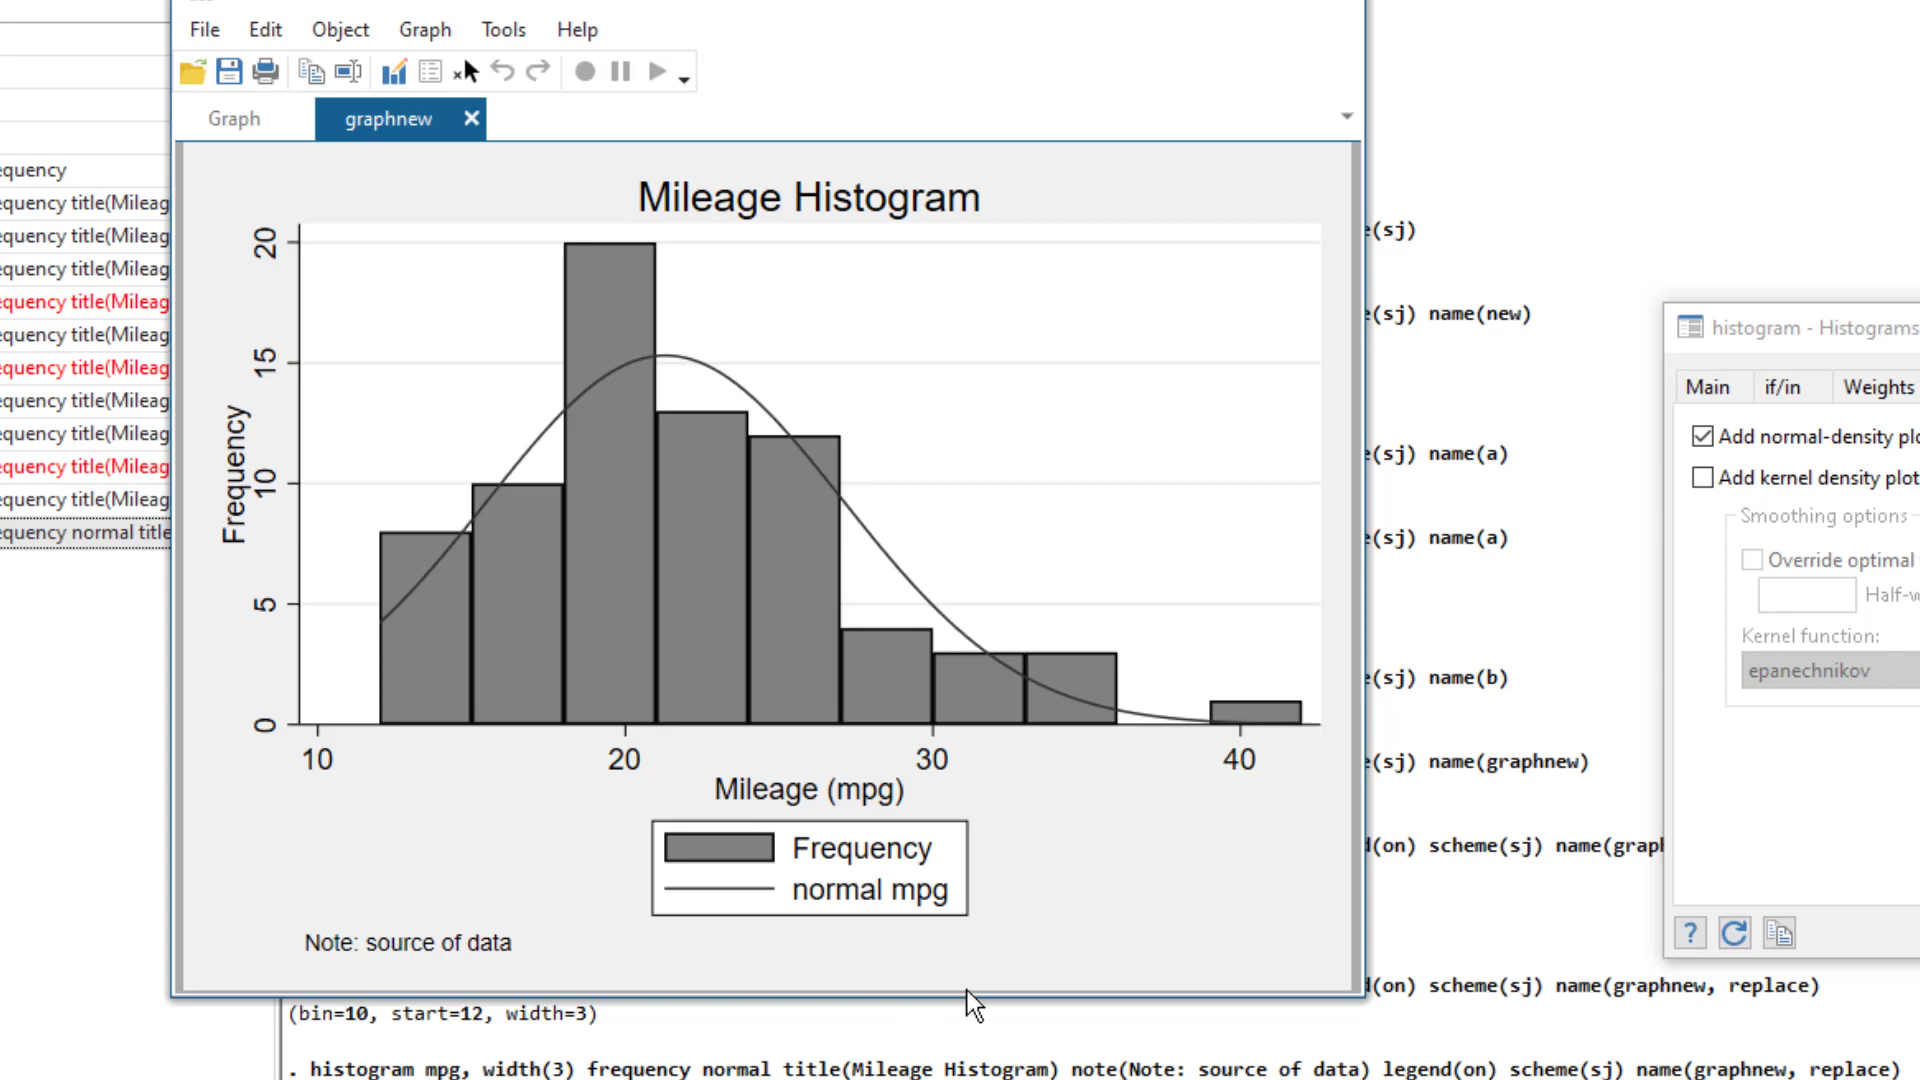 File Edit Object Graph Tools Help
Graph graphnew
equency
equency title(Mileag
equency title(Mileag
equency title(Mileag
equency title(Mileag
equency title(Mileag
equency title(Mileag
equency title(Mileag
equency title(Mileag
equency title(Mileag
equency title(Mileag
equency normal title
Mileage Histogram
Frequency
20
15
10
5
0
10 20 30 40
Mileage (mpg)
Frequency
normal mpg
Note: source of data
e(sj)
e(sj) name(new)
e(sj) name(a)
e(sj) name(a)
e(sj) name(b)
e(sj) name(graphnew)
d(on) scheme(sj) name(graph
d(on) scheme(sj) name(graphnew, replace)
(bin=10, start=12, width=3)
. histogram mpg, width(3) frequency normal title(Mileage Histogram) note(Note: source of data) legend(on) scheme(sj) name(graphnew, replace)
histogram - Histograms
Main if/in Weights
Add normal-density plo
Add kernel density plot
Smoothing options
Override optimal
Half-w
Kernel function:
epanechnikov